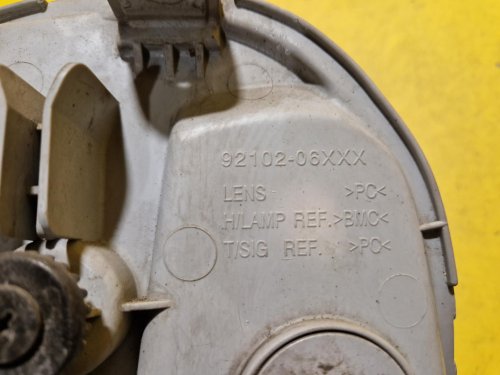 92102-06XXX
LENS >PC<
H/LAMP REF.>BMC<
T/SIG REF. >PC<